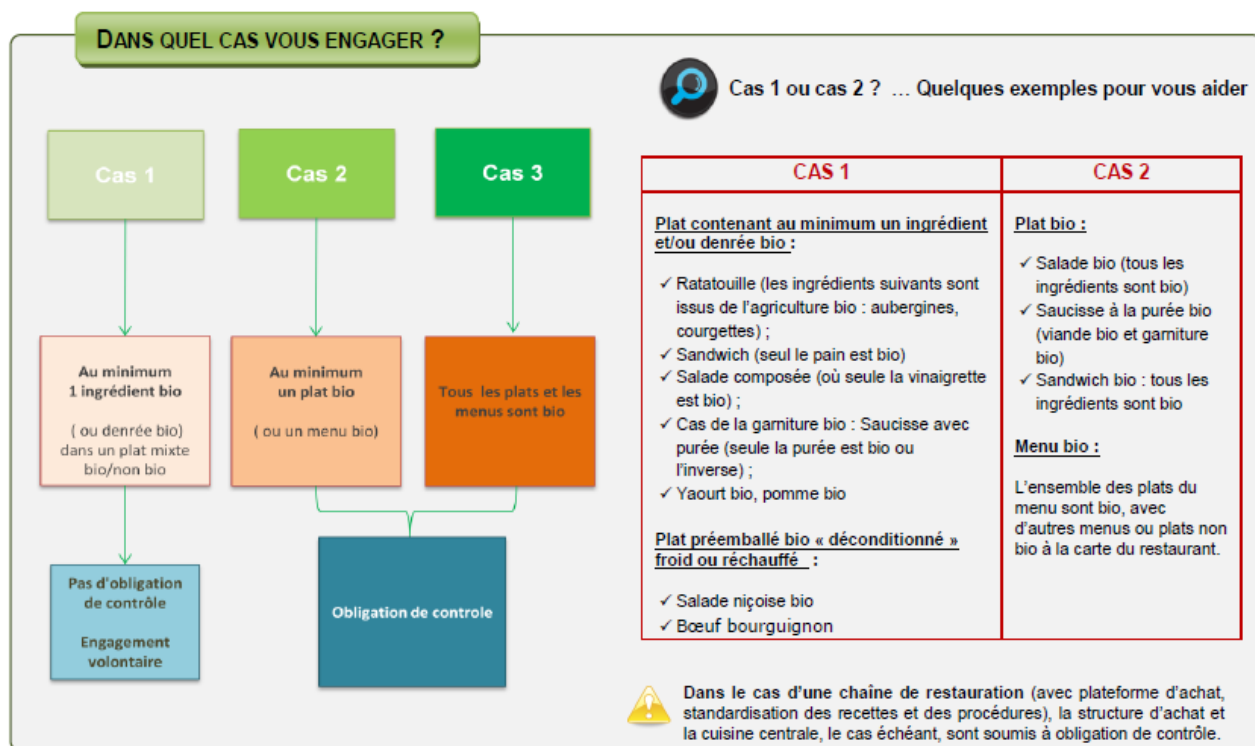 DANS QUEL CAS VOUS ENGAGER ?
Cas 1
Cas 2
Cas 3
Au minimum
1 ingrédient bio
( ou denrée bio)
dans un plat mixte
bio/non bio
Au minimum
un plat bio
( ou un menu bio)
Tous les plats et les
menus sont bio
Pas d'obligation
de contrôle
Engagement
volontaire
Obligation de controle
Cas 1 ou cas 2 ? ... Quelques exemples pour vous aider
CAS 1
Plat contenant au minimum un ingrédient
et/ou denrée bio :
✓ Ratatouille (les ingrédients suivants sont
issus de l'agriculture bio : aubergines,
courgettes) ;
✓ Sandwich (seul le pain est bio)
✓ Salade composée (où seule la vinaigrette
est bio) ;
✓ Cas de la garniture bio : Saucisse avec
purée (seule la purée est bio ou
l'inverse) ;
✓ Yaourt bio, pomme bio
Plat préemballé bio « déconditionné »
froid ou réchauffé :
✓ Salade niçoise bio
✓ Bœuf bourguignon
CAS 2
Plat bio :
✓ Salade bio (tous les
ingrédients sont bio)
✓ Saucisse à la purée bio
(viande bio et garniture
bio)
✓ Sandwich bio : tous les
ingrédients sont bio
Menu bio :
L'ensemble des plats du
menu sont bio, avec
d'autres menus ou plats non
bio à la carte du restaurant.
Dans le cas d'une chaîne de restauration (avec plateforme d'achat,
standardisation des recettes et des procédures), la structure d'achat et
la cuisine centrale, le cas échéant, sont soumis à obligation de contrôle.